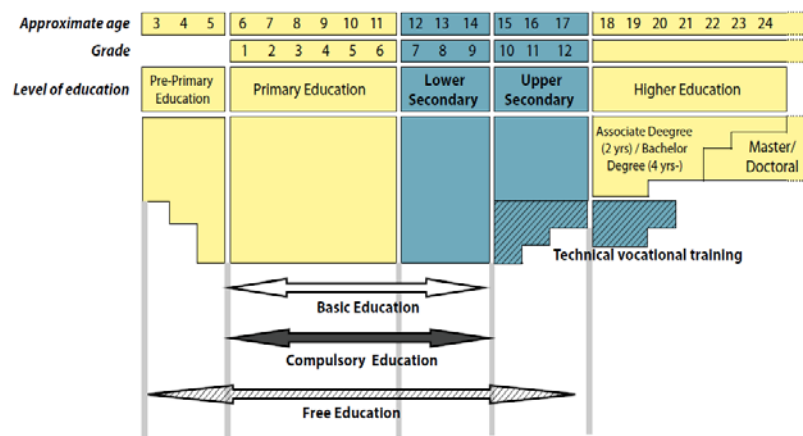 Approximate age 3 4 5 6 7 8 9 10 11 12 13 14 15 16 17 18 19 20 21 22 23 24
Grade 1 2 3 4 5 6 7 8 9 10 11 12
Level of education
Pre-Primary
Education
Primary Education
Lower
Secondary
Upper
Secondary
Higher Education
Associate Deegree
(2 yrs) / Bachelor
Degree (4 yrs-)
Master/
Doctoral
Technical vocational training
Basic Education
Compulsory Education
Free Education